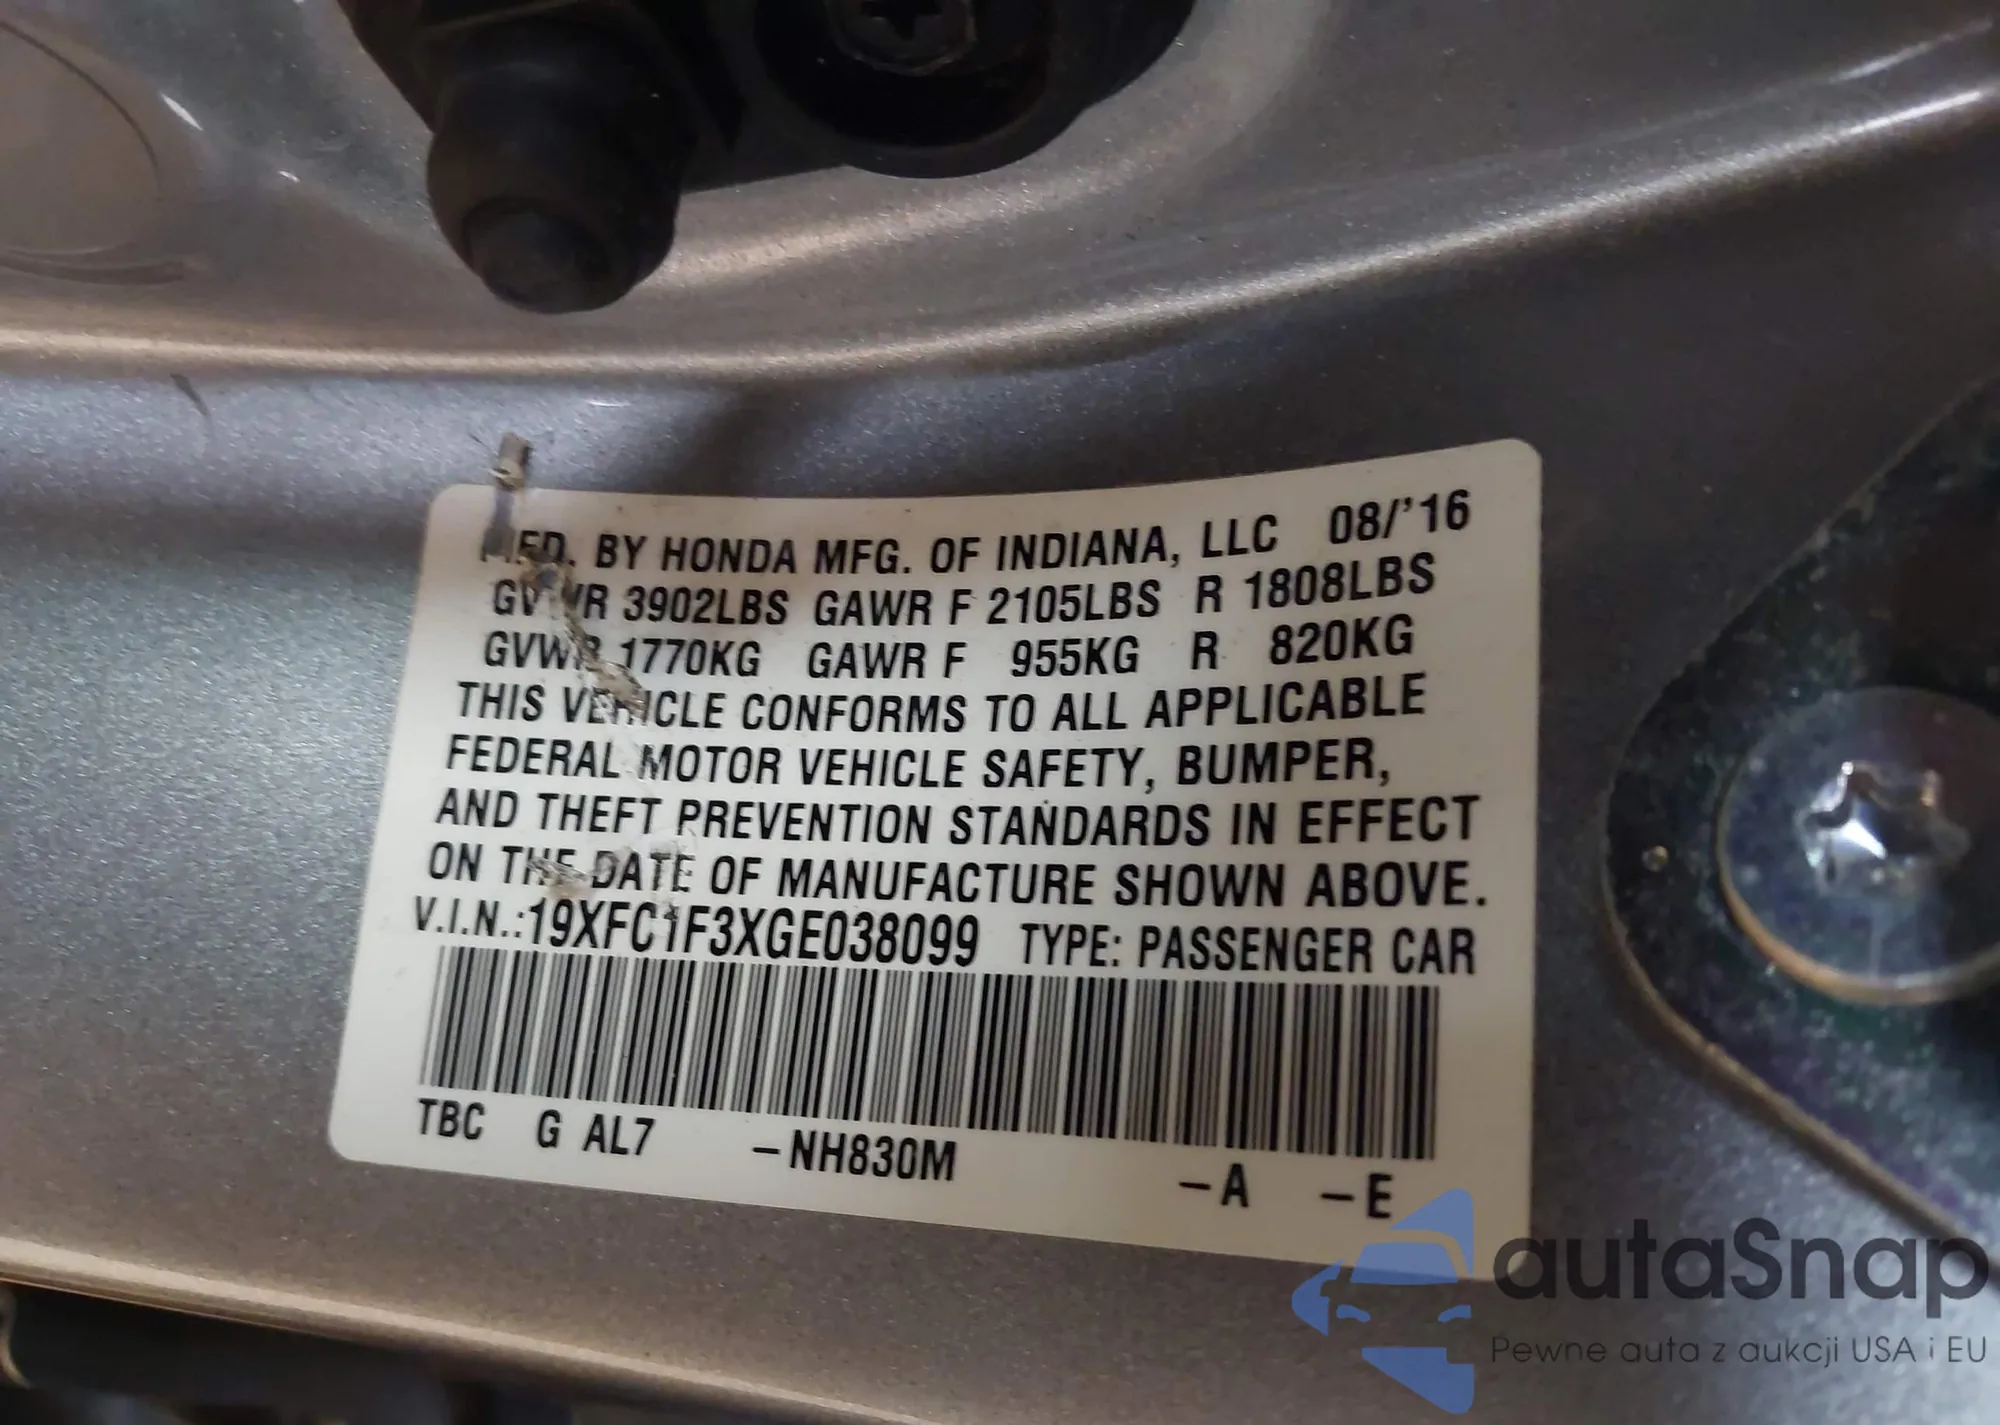 MFD. BY HONDA MFG. OF INDIANA, LLC 08/'16
GVWR 3902LBS GAWR F 2105LBS R 1808LBS
GVWR 1770KG GAWR F 955KG R 820KG
THIS VEHICLE CONFORMS TO ALL APPLICABLE
FEDERAL MOTOR VEHICLE SAFETY, BUMPER,
AND THEFT PREVENTION STANDARDS IN EFFECT
ON THE DATE OF MANUFACTURE SHOWN ABOVE.
V.I.N.:19XFC1F3XGE038099 TYPE: PASSENGER CAR
TBC G AL7 –NH830M –A –E
autaSnap
Pewne auta z aukcji USA i EU